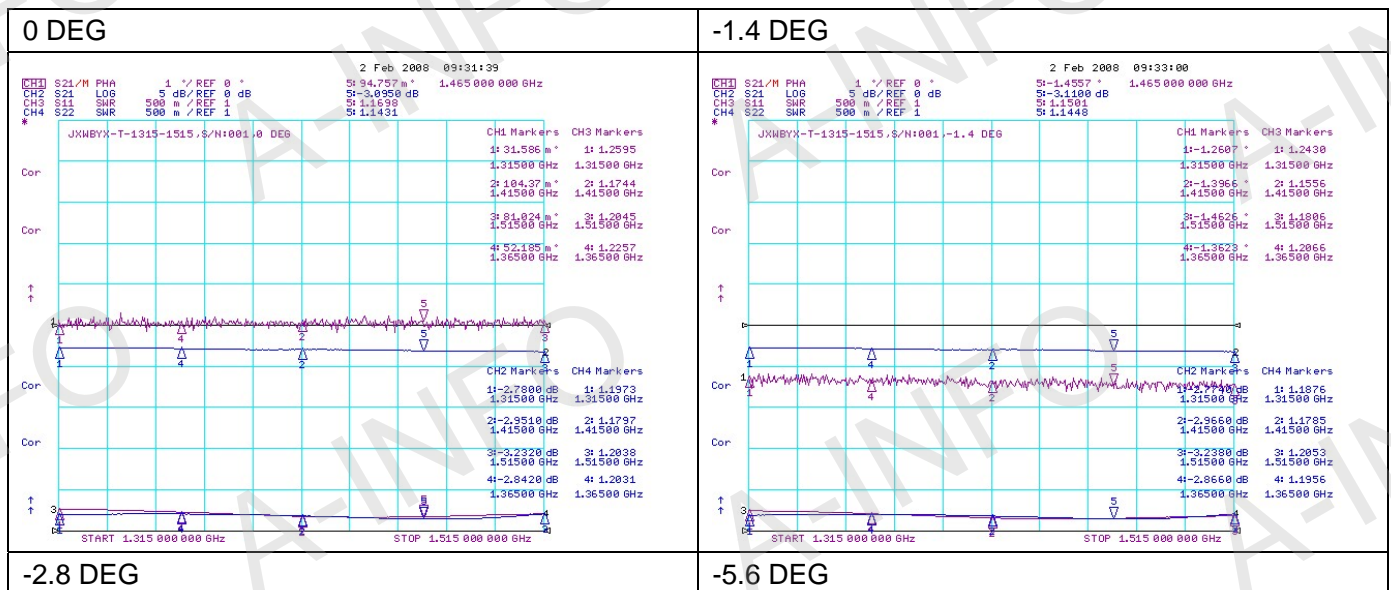 0 DEG
2 Feb 2008 09:31:39
CH1 S21/M PHA 1 °/REF 0 ° 5: 94.757 m° 1.465 000 000 GHz
CH2 S21 LOG 5 dB/REF 0 dB 5:-3.0950 dB
CH3 S11 SWR 500 m /REF 1 5: 1.1698
CH4 S22 SWR 500 m /REF 1 5: 1.1431
*
JXWBYX-T-1315-1515,S/N:001,0 DEG
CH1 Markers CH3 Markers
1: 31.586 m° 1: 1.2595
1.31500 GHz 1.31500 GHz
Cor
2: 104.37 m° 2: 1.1744
1.41500 GHz 1.41500 GHz
3: 81.024 m° 3: 1.2045
1.51500 GHz 1.51500 GHz
Cor
4: 52.185 m° 4: 1.2257
1.36500 GHz 1.36500 GHz
CH2 Markers CH4 Markers
1:-2.7800 dB 1: 1.1973
1.31500 GHz 1.31500 GHz
Cor
2:-2.9510 dB 2: 1.1797
1.41500 GHz 1.41500 GHz
Cor
3:-3.2320 dB 3: 1.2038
1.51500 GHz 1.51500 GHz
4:-2.8420 dB 4: 1.2031
1.36500 GHz 1.36500 GHz
START 1.315 000 000 GHz STOP 1.515 000 000 GHz
-1.4 DEG
2 Feb 2008 09:33:00
CH1 S21/M PHA 1 °/REF 0 ° 5:-1.4557 ° 1.465 000 000 GHz
CH2 S21 LOG 5 dB/REF 0 dB 5:-3.1100 dB
CH3 S11 SWR 500 m /REF 1 5: 1.1501
CH4 S22 SWR 500 m /REF 1 5: 1.1448
*
JXWBYX-T-1315-1515,S/N:001,-1.4 DEG
CH1 Markers CH3 Markers
1:-1.2607 ° 1: 1.2430
1.31500 GHz 1.31500 GHz
Cor
2:-1.3966 ° 2: 1.1556
1.41500 GHz 1.41500 GHz
3:-1.4626 ° 3: 1.1806
1.51500 GHz 1.51500 GHz
Cor
4:-1.3623 ° 4: 1.2066
1.36500 GHz 1.36500 GHz
CH2 Markers CH4 Markers
1:-2.7740 dB 1: 1.1876
1.31500 GHz 1.31500 GHz
Cor
2:-2.9660 dB 2: 1.1785
1.41500 GHz 1.41500 GHz
Cor
3:-3.2380 dB 3: 1.2053
1.51500 GHz 1.51500 GHz
4:-2.8660 dB 4: 1.1956
1.36500 GHz 1.36500 GHz
START 1.315 000 000 GHz STOP 1.515 000 000 GHz
-2.8 DEG
-5.6 DEG
A-INFO